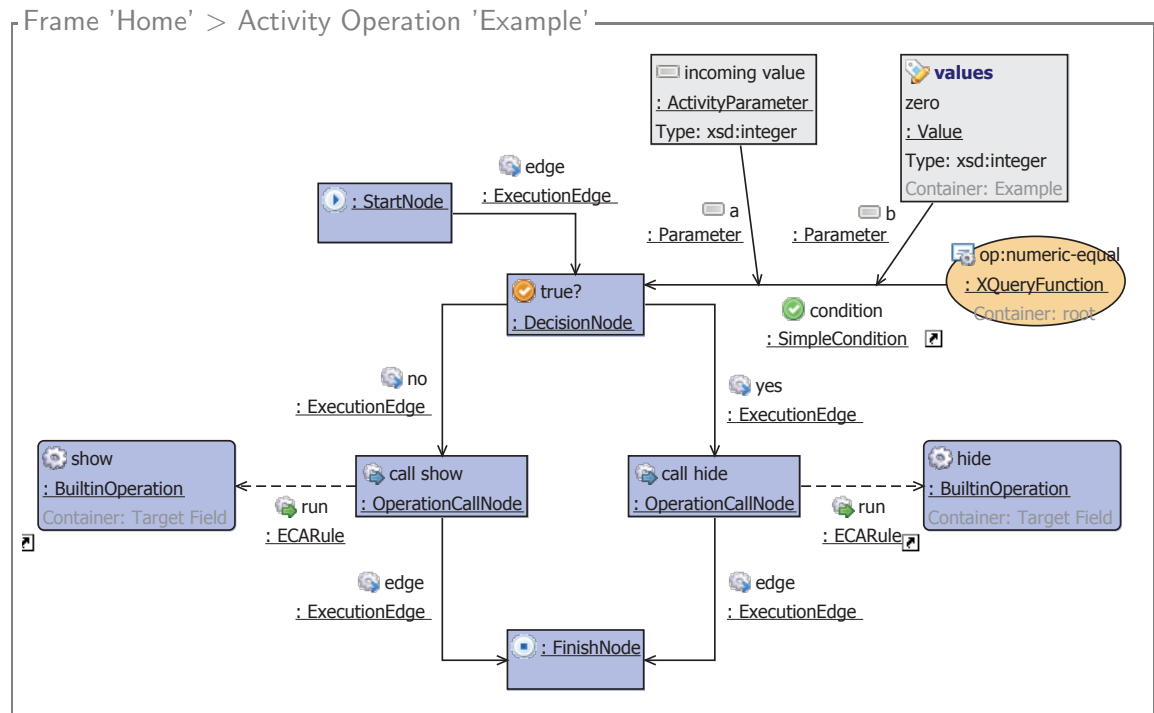 Frame 'Home' > Activity Operation 'Example'
incoming value
: ActivityParameter
Type: xsd:integer
values
zero
: Value
Type: xsd:integer
Container: Example
edge
: ExecutionEdge
: StartNode
a
: Parameter
b
: Parameter
op:numeric-equal
: XQueryFunction
Container: root
true?
: DecisionNode
condition
: SimpleCondition
no
: ExecutionEdge
yes
: ExecutionEdge
show
: BuiltinOperation
Container: Target Field
call show
: OperationCallNode
call hide
: OperationCallNode
hide
: BuiltinOperation
Container: Target Field
run
: ECARule
run
: ECARule
edge
: ExecutionEdge
edge
: ExecutionEdge
: FinishNode